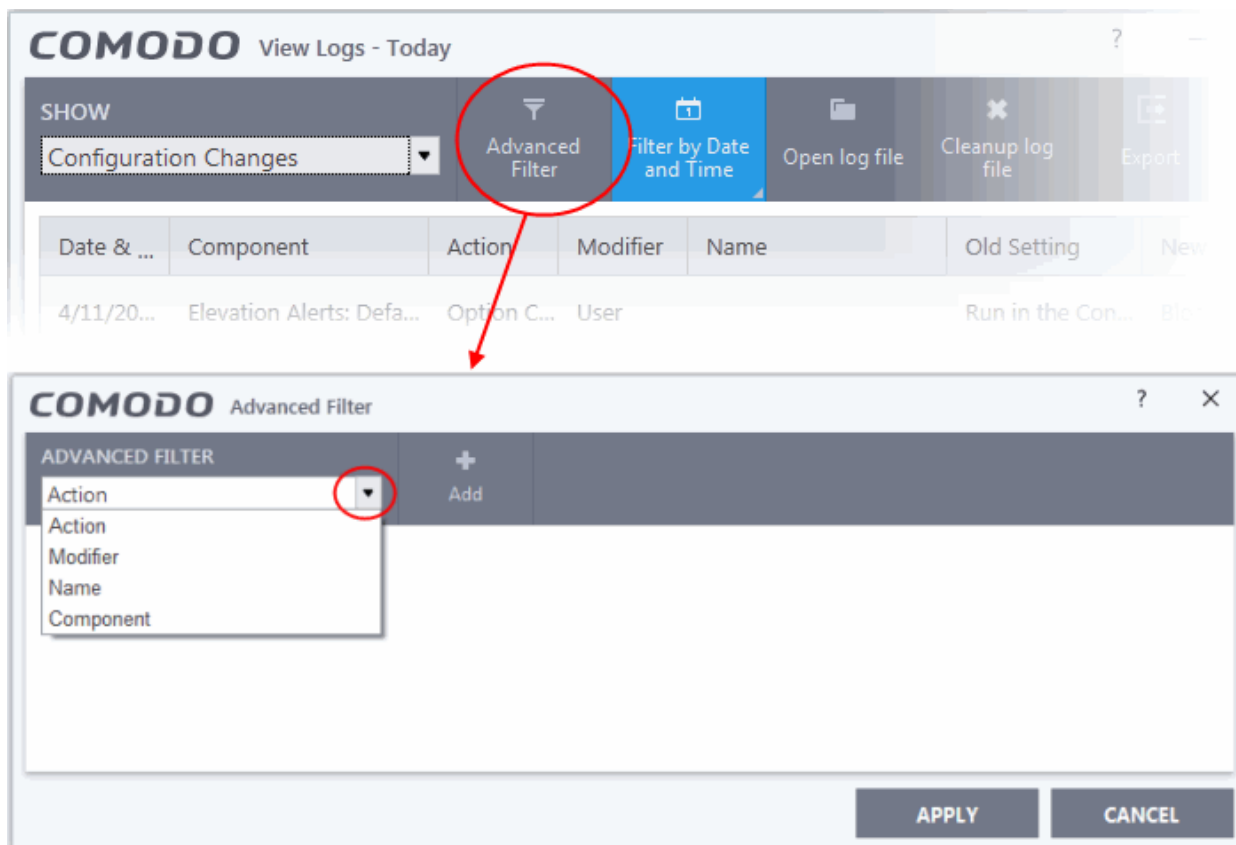 COMODO View Logs - Today ?
SHOW
Configuration Changes
Advanced Filter
Filter by Date and Time
Open log file
Cleanup log file
Export
Date & ... Component Action Modifier Name Old Setting New
4/11/20... Elevation Alerts: Defa... Option C... User Run in the Con...
COMODO Advanced Filter ?
ADVANCED FILTER
Action
Add
Action
Modifier
Name
Component
APPLY CANCEL